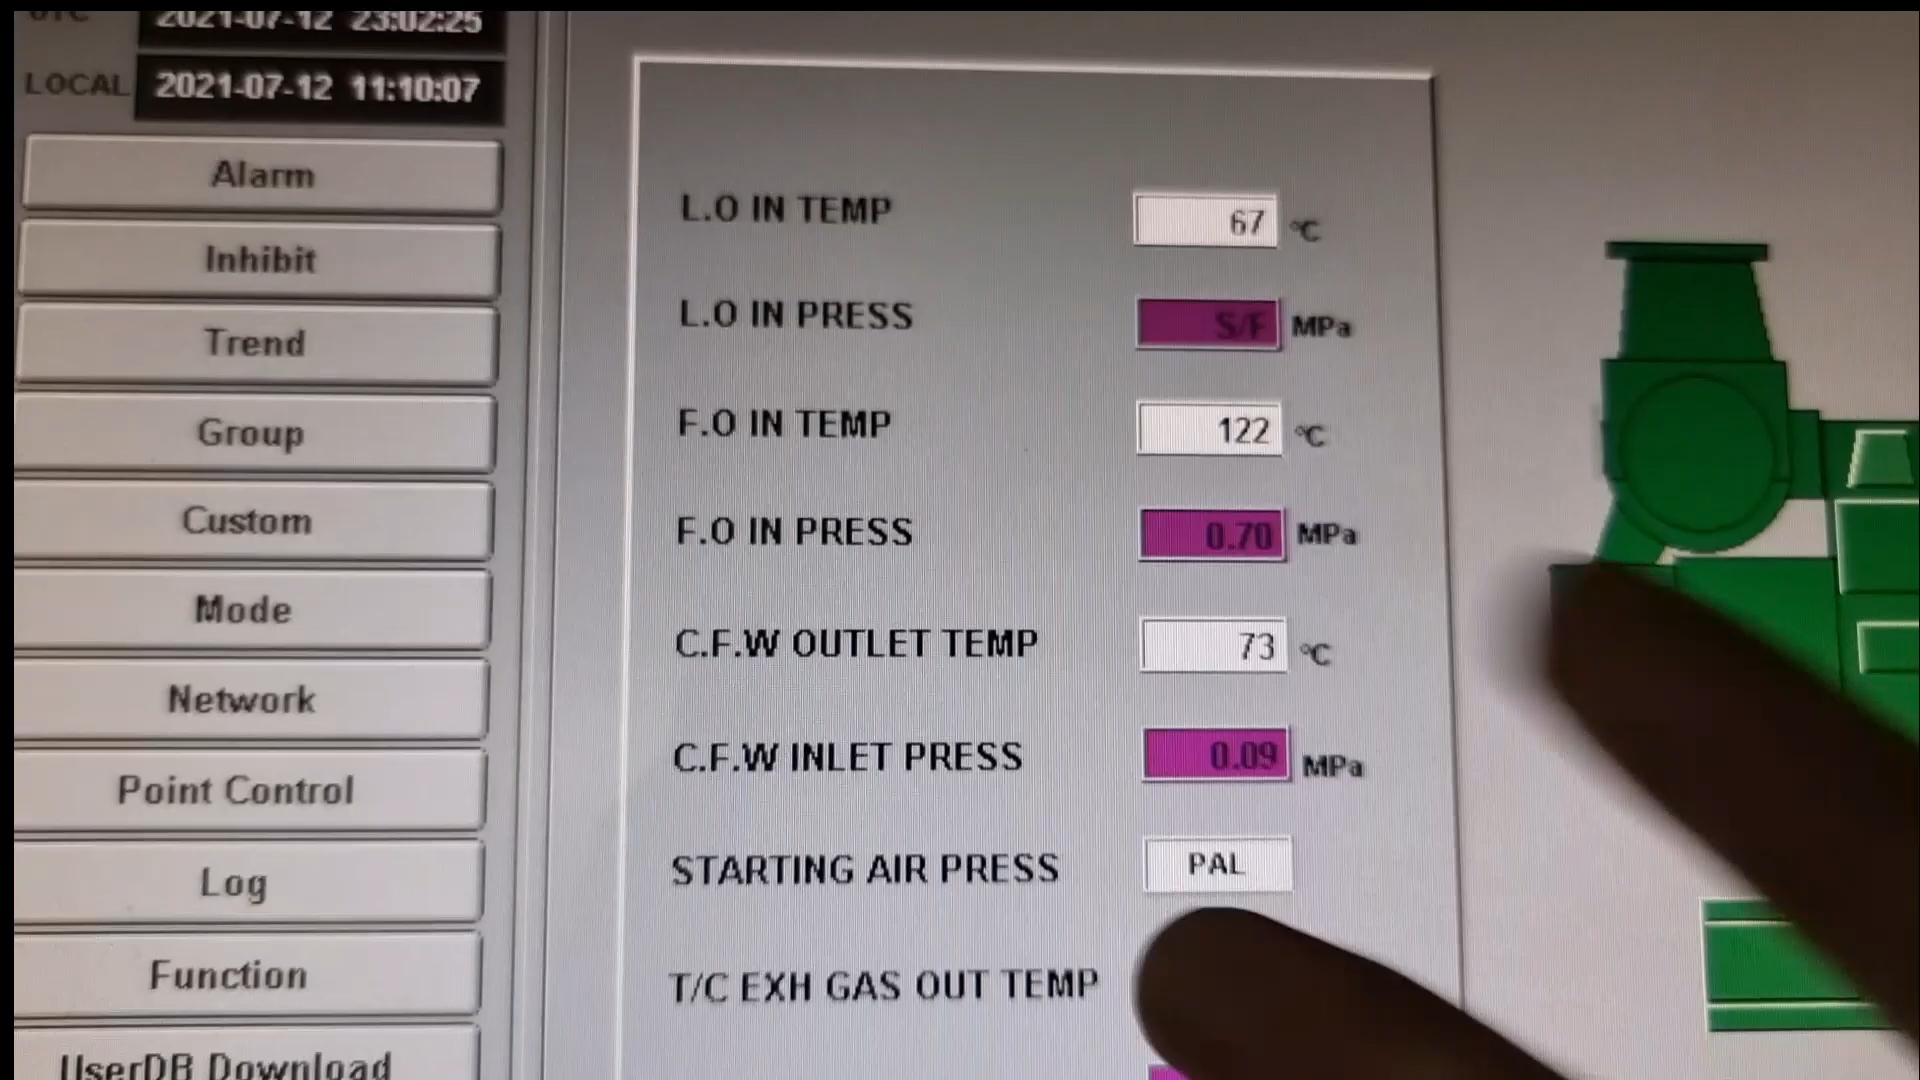 UTC 2021-07-12 23:02:25
LOCAL 2021-07-12 11:10:07
Alarm
Inhibit
Trend
Group
Custom
Mode
Network
Point Control
Log
Function
UserDB Download
L.O IN TEMP 67 °C
L.O IN PRESS S/F MPa
F.O IN TEMP 122 °C
F.O IN PRESS 0.70 MPa
C.F.W OUTLET TEMP 73 °C
C.F.W INLET PRESS 0.09 MPa
STARTING AIR PRESS PAL
T/C EXH GAS OUT TEMP